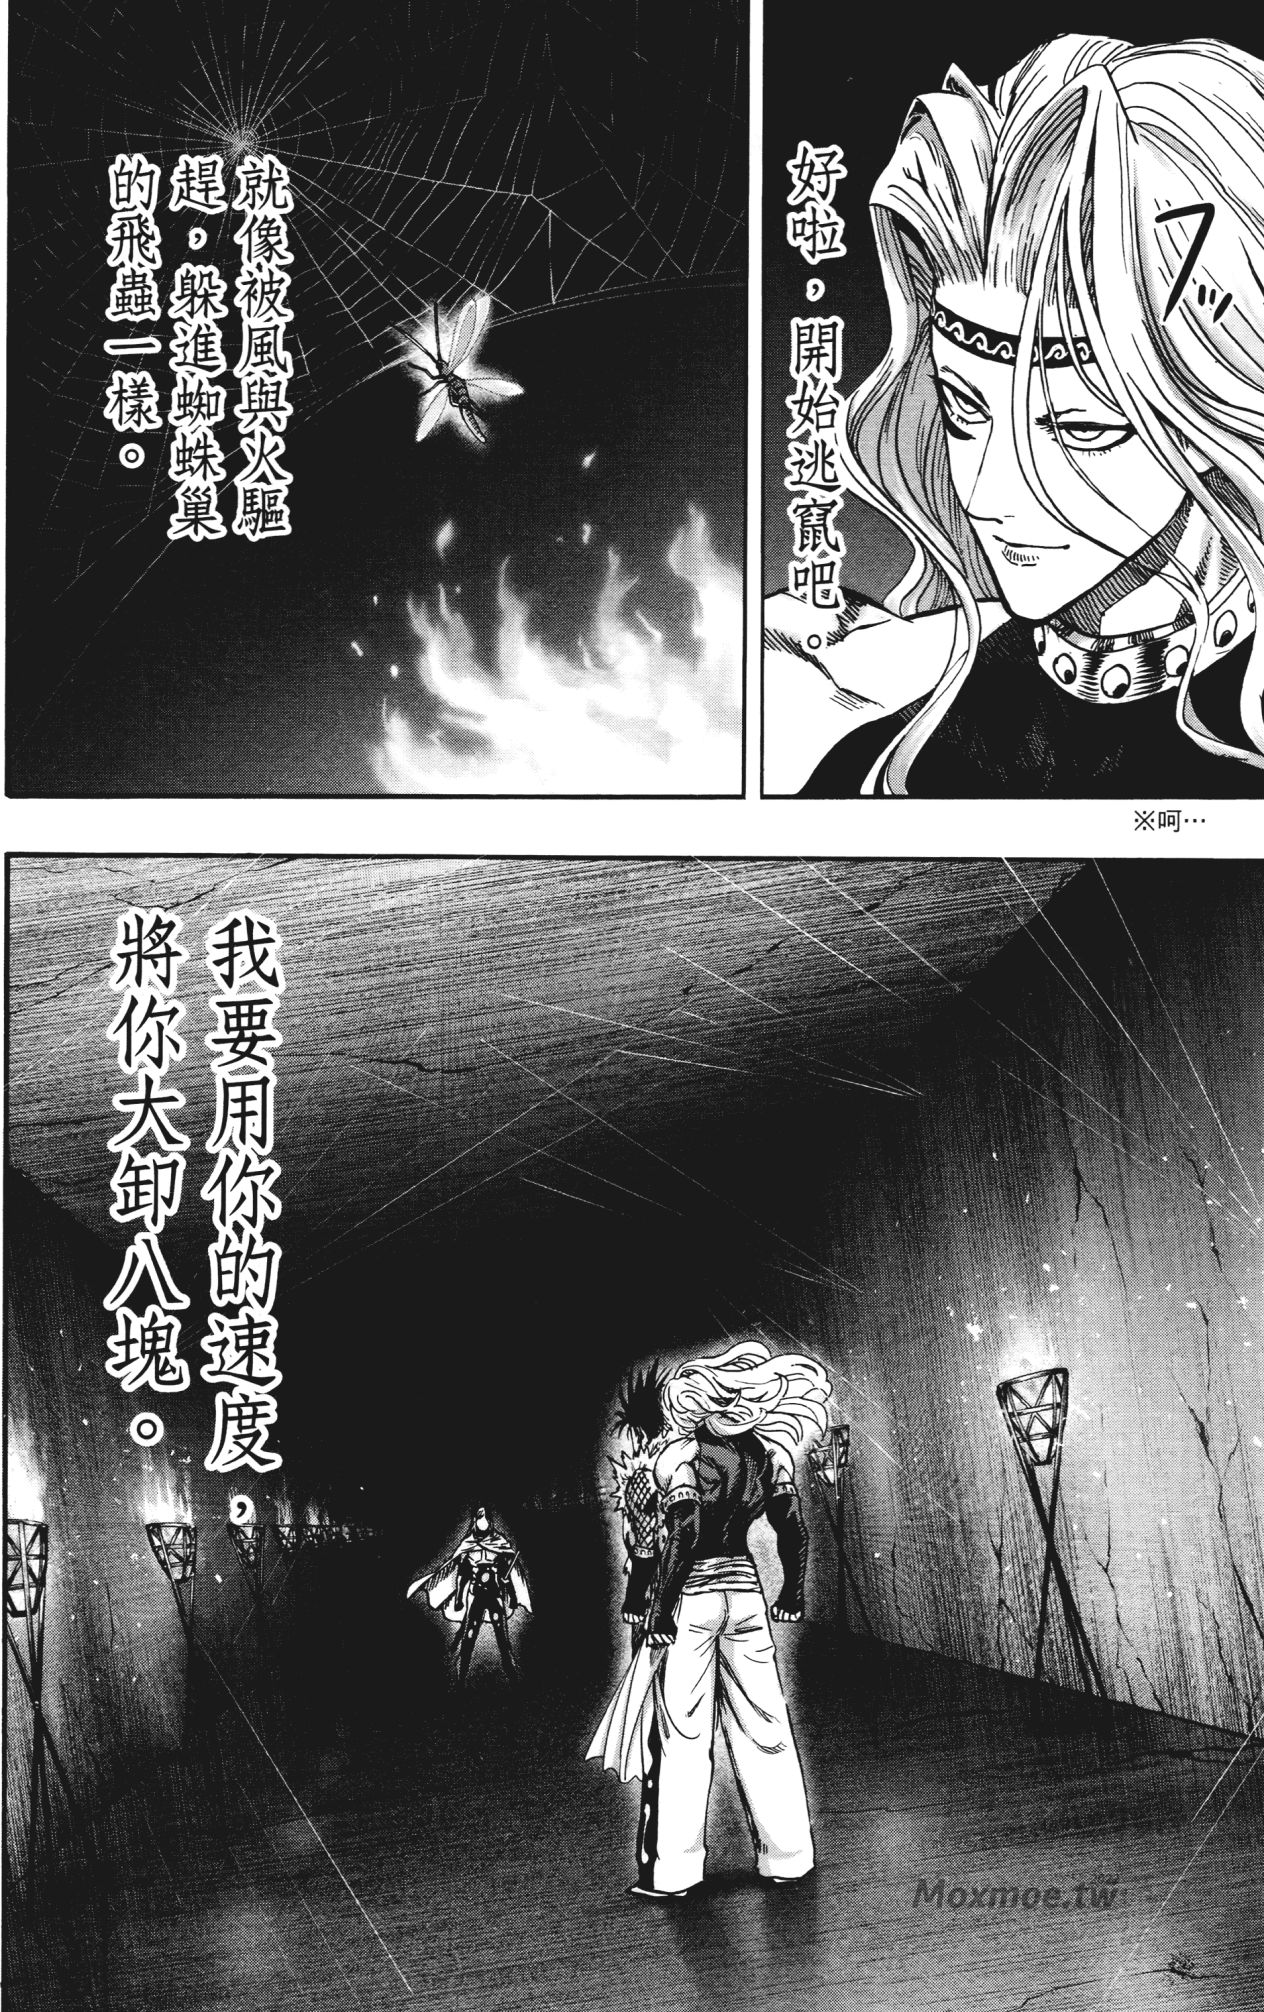 好啦，開始逃竄吧。
フッ
※呵…
就像被風與火驅
趕，躲進蜘蛛巢
的飛蟲一樣。
我要用你的速度，
將你大卸八塊。
Moxmoe.tw